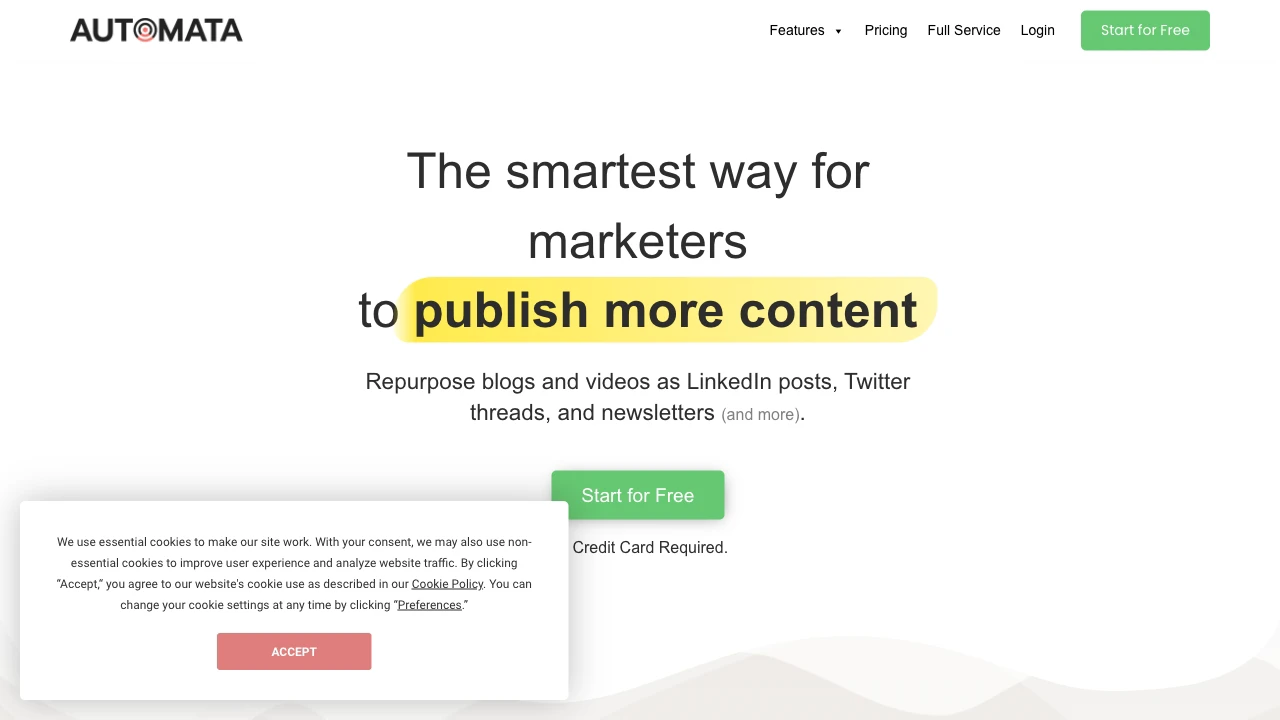 AUTOMATA
Features
Pricing
Full Service
Login
Start for Free
The smartest way for
marketers
to publish more content
Repurpose blogs and videos as LinkedIn posts, Twitter
threads, and newsletters (and more).
Start for Free
Credit Card Required.
We use essential cookies to make our site work. With your consent, we may also use non-
essential cookies to improve user experience and analyze website traffic. By clicking
“Accept,” you agree to our website's cookie use as described in our Cookie Policy. You can
change your cookie settings at any time by clicking “Preferences.”
ACCEPT